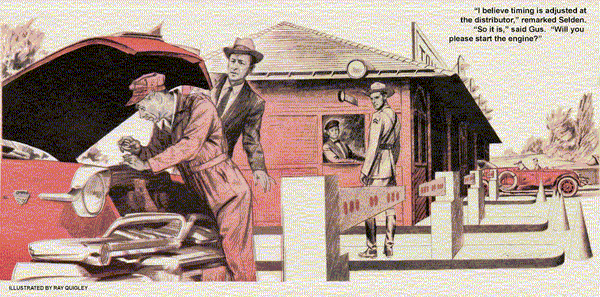 “I believe timing is adjusted at
the distributor,” remarked Selden.
“So it is,” said Gus. “Will you
please start the engine?”
ILLUSTRATED BY RAY QUIGLEY